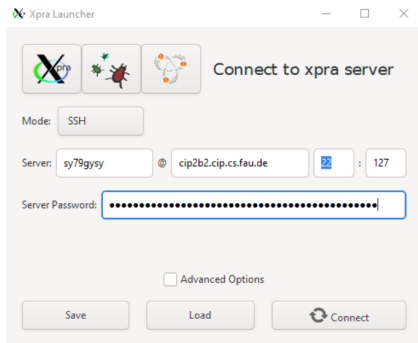 Xpra Launcher
xpra Connect to xpra server
Mode: SSH
Server: sy79gysy @ cip2b2.cip.cs.fau.de 22 : 127
Server Password: ●●●●●●●●●●●●●●●●●●●●●●●●●●●●●●●●●●●●●●●●●●●●●
Advanced Options
Save Load Connect